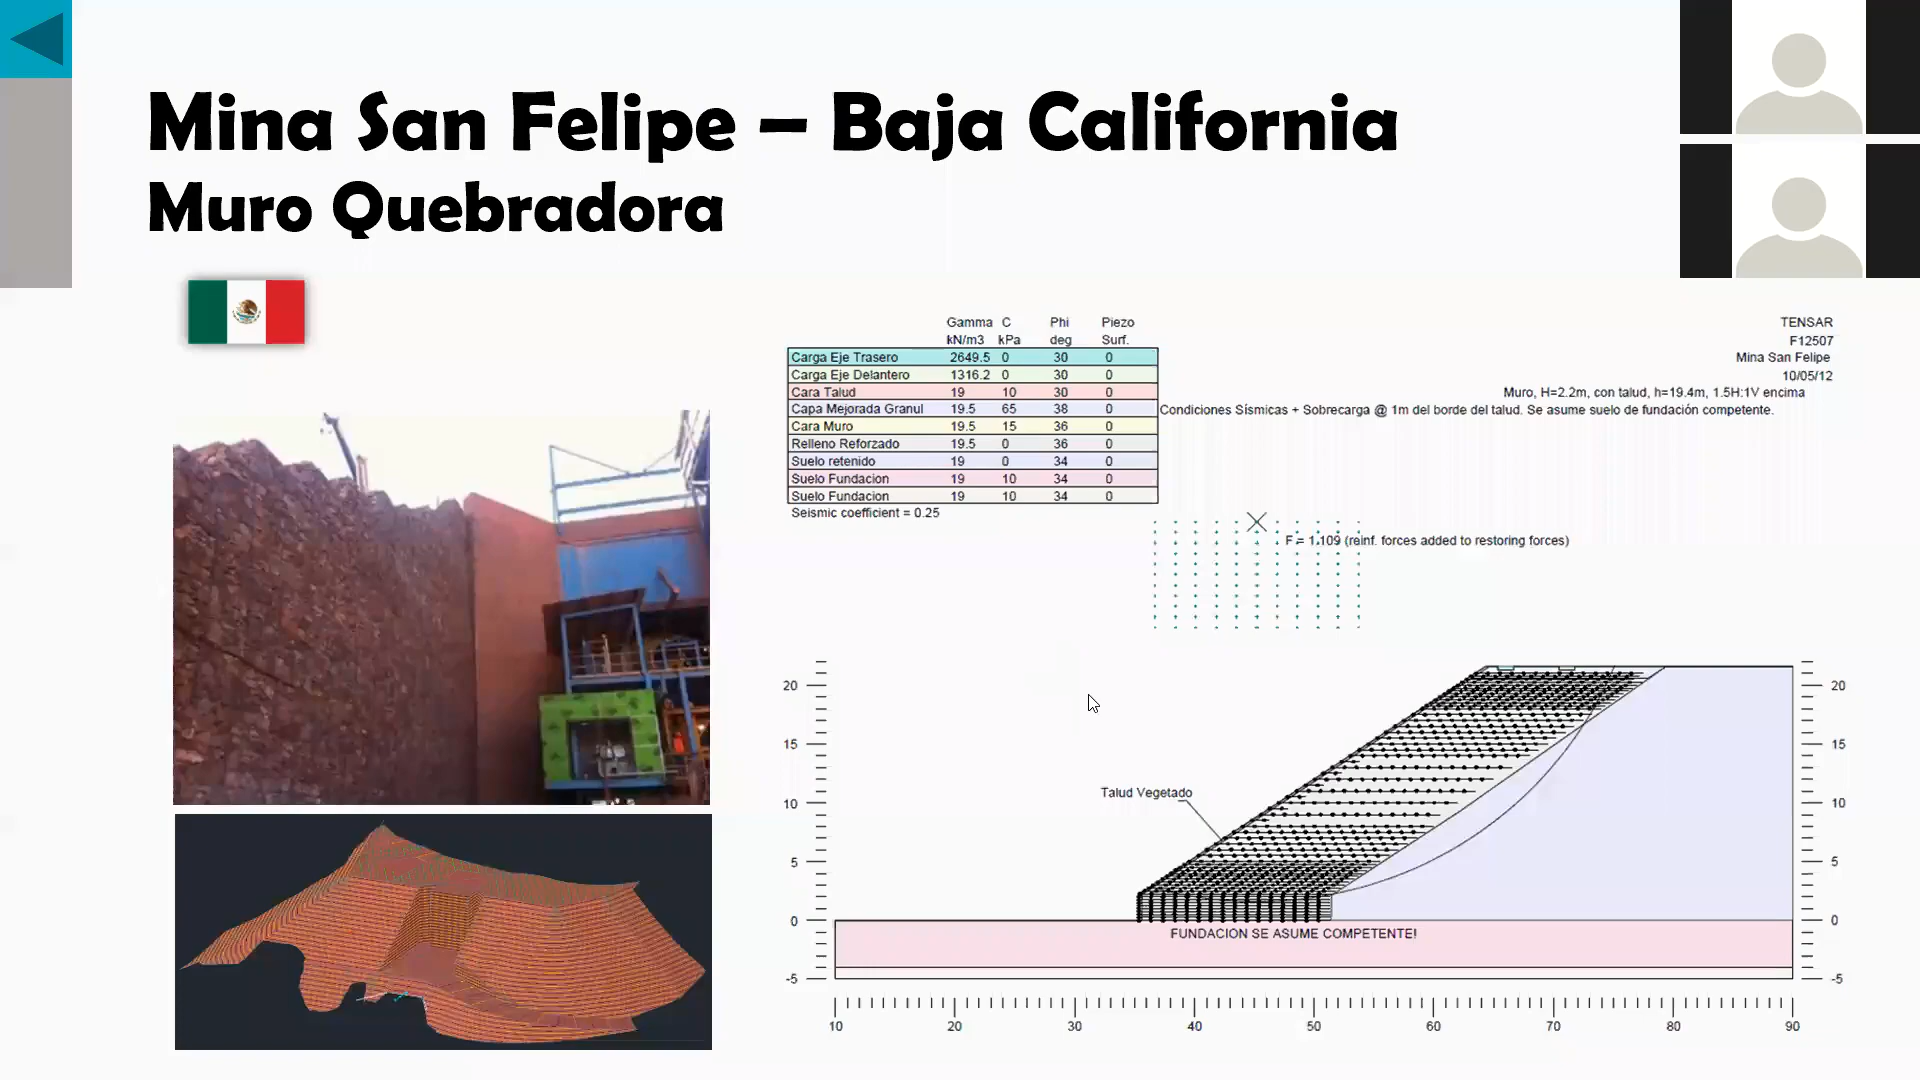 Mina San Felipe – Baja California
Muro Quebradora
Gamma C Phi Piezo
kN/m3 kPa deg Surf.
Carga Eje Trasero 2649.5 0 30 0
Carga Eje Delantero 1316.2 0 30 0
Cara Talud 19 10 30 0
Capa Mejorada Granul 19.5 65 38 0
Cara Muro 19.5 15 36 0
Relleno Reforzado 19.5 0 36 0
Suelo retenido 19 0 34 0
Suelo Fundacion 19 10 34 0
Suelo Fundacion 19 10 34 0
Seismic coefficient = 0.25
TENSAR
F12507
Mina San Felipe
10/05/12
Muro, H=2.2m, con talud, h=19.4m, 1.5H:1V encima
Condiciones Sísmicas + Sobrecarga @ 1m del borde del talud. Se asume suelo de fundación competente.
F = 1.109 (reinf. forces added to restoring forces)
20 20
15 15
Talud Vegetado
10 10
5 5
0 0
FUNDACION SE ASUME COMPETENTE!
-5 -5
10 20 30 40 50 60 70 80 90